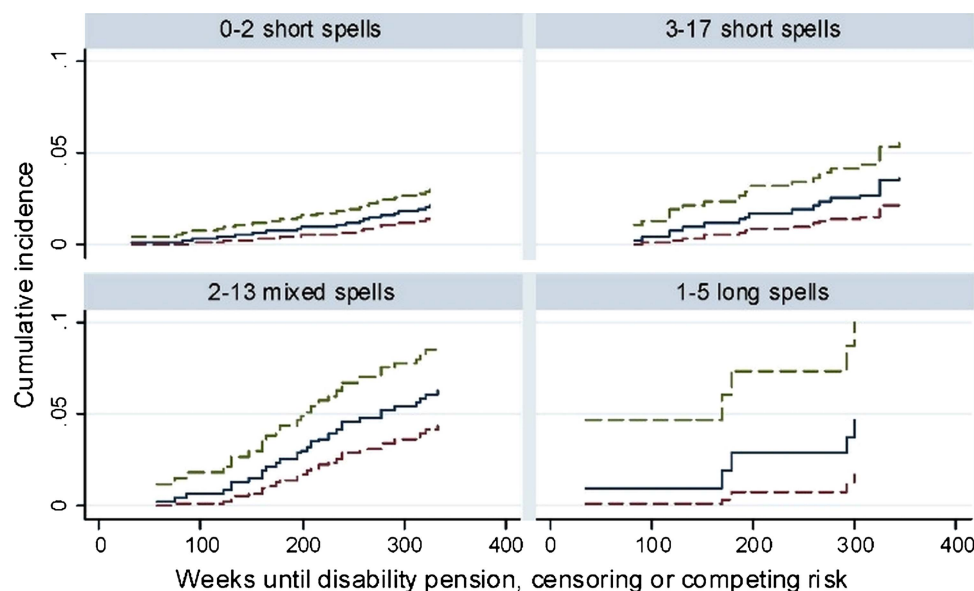 0-2 short spells
3-17 short spells
.1
.05
0
2-13 mixed spells
1-5 long spells
.1
.05
0
0 100 200 300 400
0 100 200 300 400
Cumulative incidence
Weeks until disability pension, censoring or competing risk